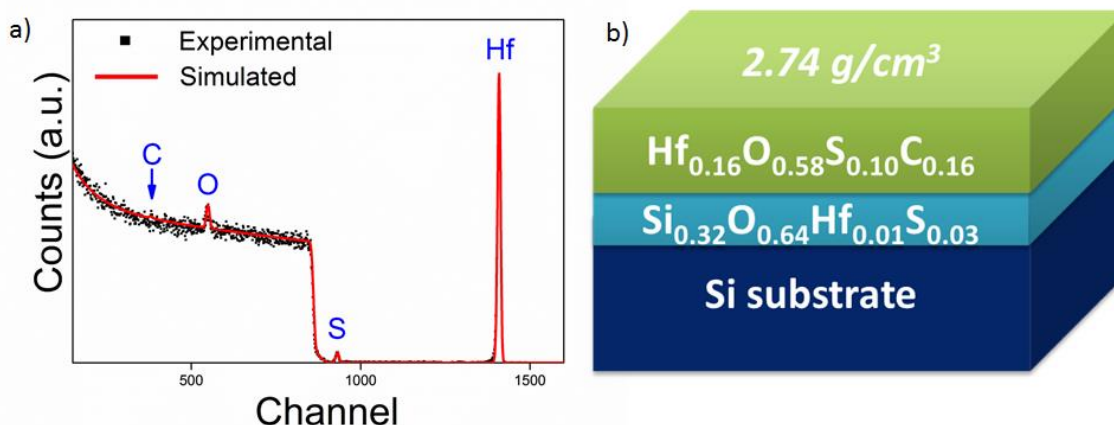 a)
Experimental
Simulated
Hf
C
O
S
Counts (a.u.)
500
1000
1500
Channel
b)
2.74 g/cm³
Hf₀.₁₆O₀.₅₈S₀.₁₀C₀.₁₆
Si₀.₃₂O₀.₆₄Hf₀.₀₁S₀.₀₃
Si substrate